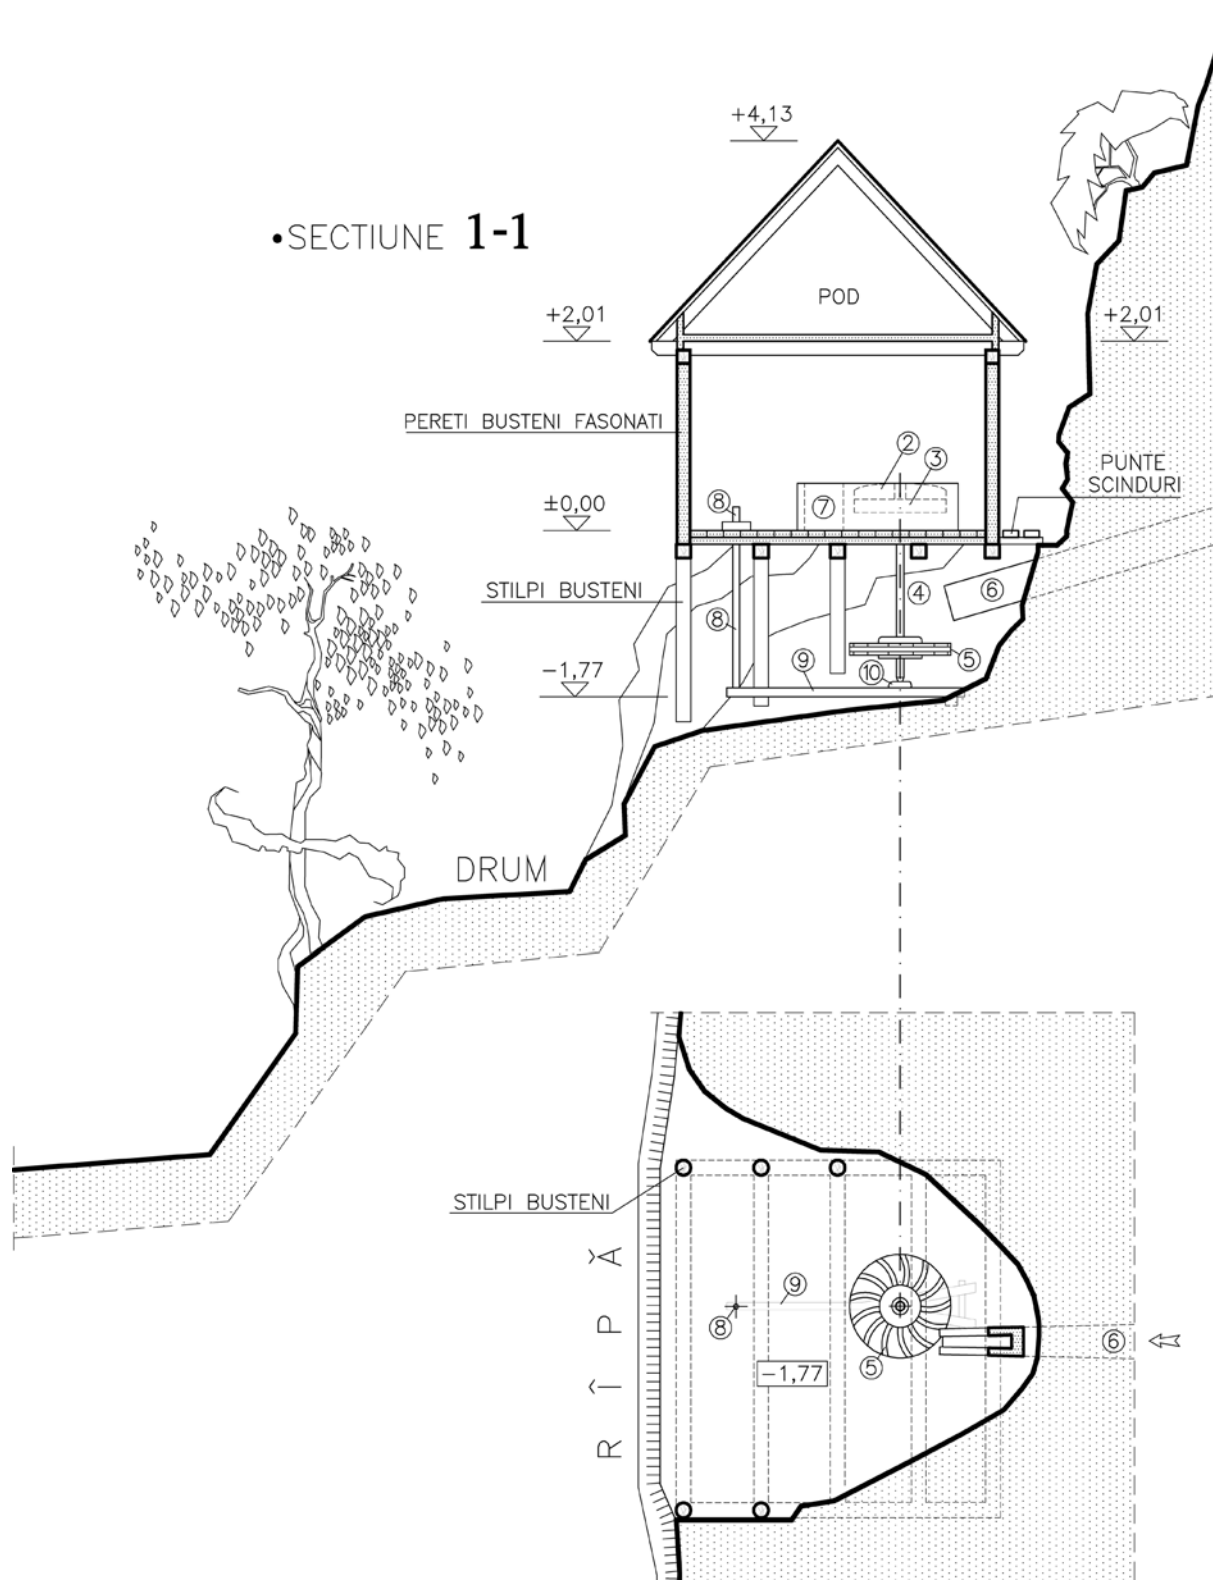 +4,13
•SECTIUNE 1-1
POD
+2,01
+2,01
PERETI BUSTENI FASONATI
2
3
PUNTE
SCINDURI
±0,00
8
7
STILPI BUSTENI
4
6
8
-1,77
9
10
5
DRUM
STILPI BUSTENI
RÎPĂ
9
8
5
6
-1,77